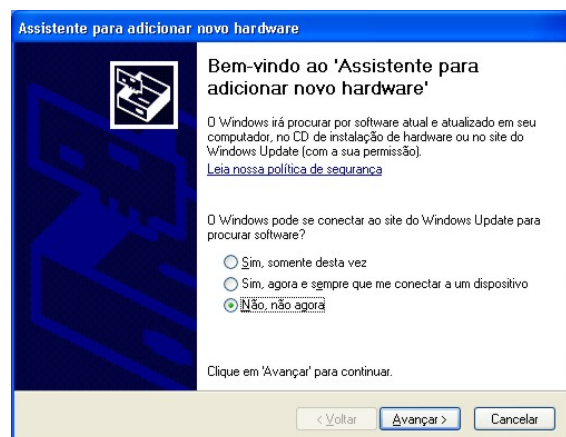 Assistente para adicionar novo hardware
Bem-vindo ao 'Assistente para
adicionar novo hardware'
O Windows irá procurar por software atual e atualizado em seu
computador, no CD de instalação de hardware ou no site do
Windows Update (com a sua permissão).
Leia nossa política de segurança
O Windows pode se conectar ao site do Windows Update para
procurar software?
Sim, somente desta vez
Sim, agora e sempre que me conectar a um dispositivo
Não, não agora
Clique em 'Avançar' para continuar.
< Voltar
Avançar >
Cancelar